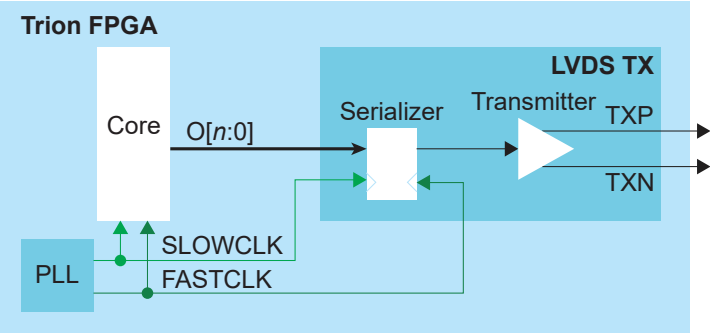 Trion FPGA
LVDS TX
Core
O[n:0]
Serializer
Transmitter
TXP
TXN
PLL
SLOWCLK
FASTCLK